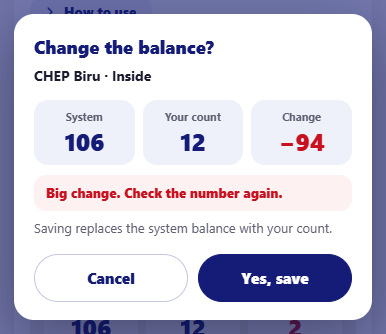 How to use
Change the balance?
CHEP Biru · Inside
System
Your count
Change
106
12
−94
Big change. Check the number again.
Saving replaces the system balance with your count.
Cancel
Yes, save
106
12
2